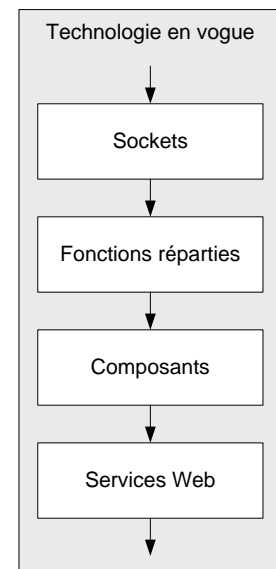 Technologie en vogue
Sockets
Fonctions réparties
Composants
Services Web